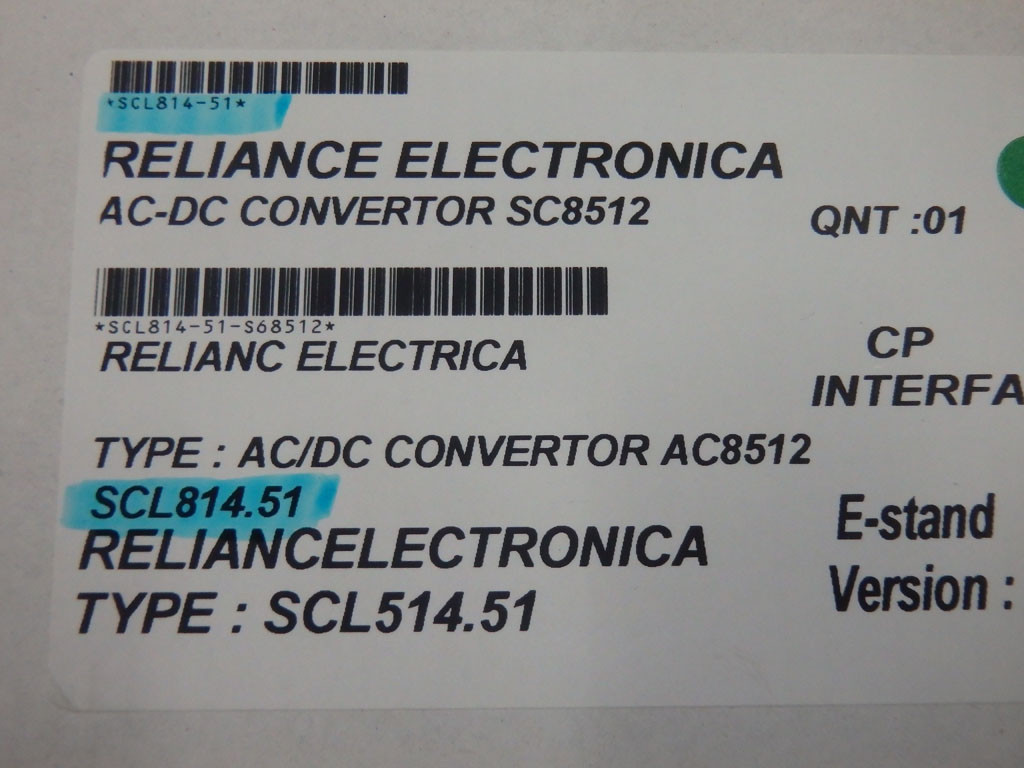 *SCL814-51*
RELIANCE ELECTRONICA
AC-DC CONVERTOR SC8512
QNT :01
*SCL814-51-S68512*
RELIANC ELECTRICA
CP
INTERFA
TYPE : AC/DC CONVERTOR AC8512
SCL814.51
E-stand
RELIANCELECTRONICA
Version :
TYPE : SCL514.51